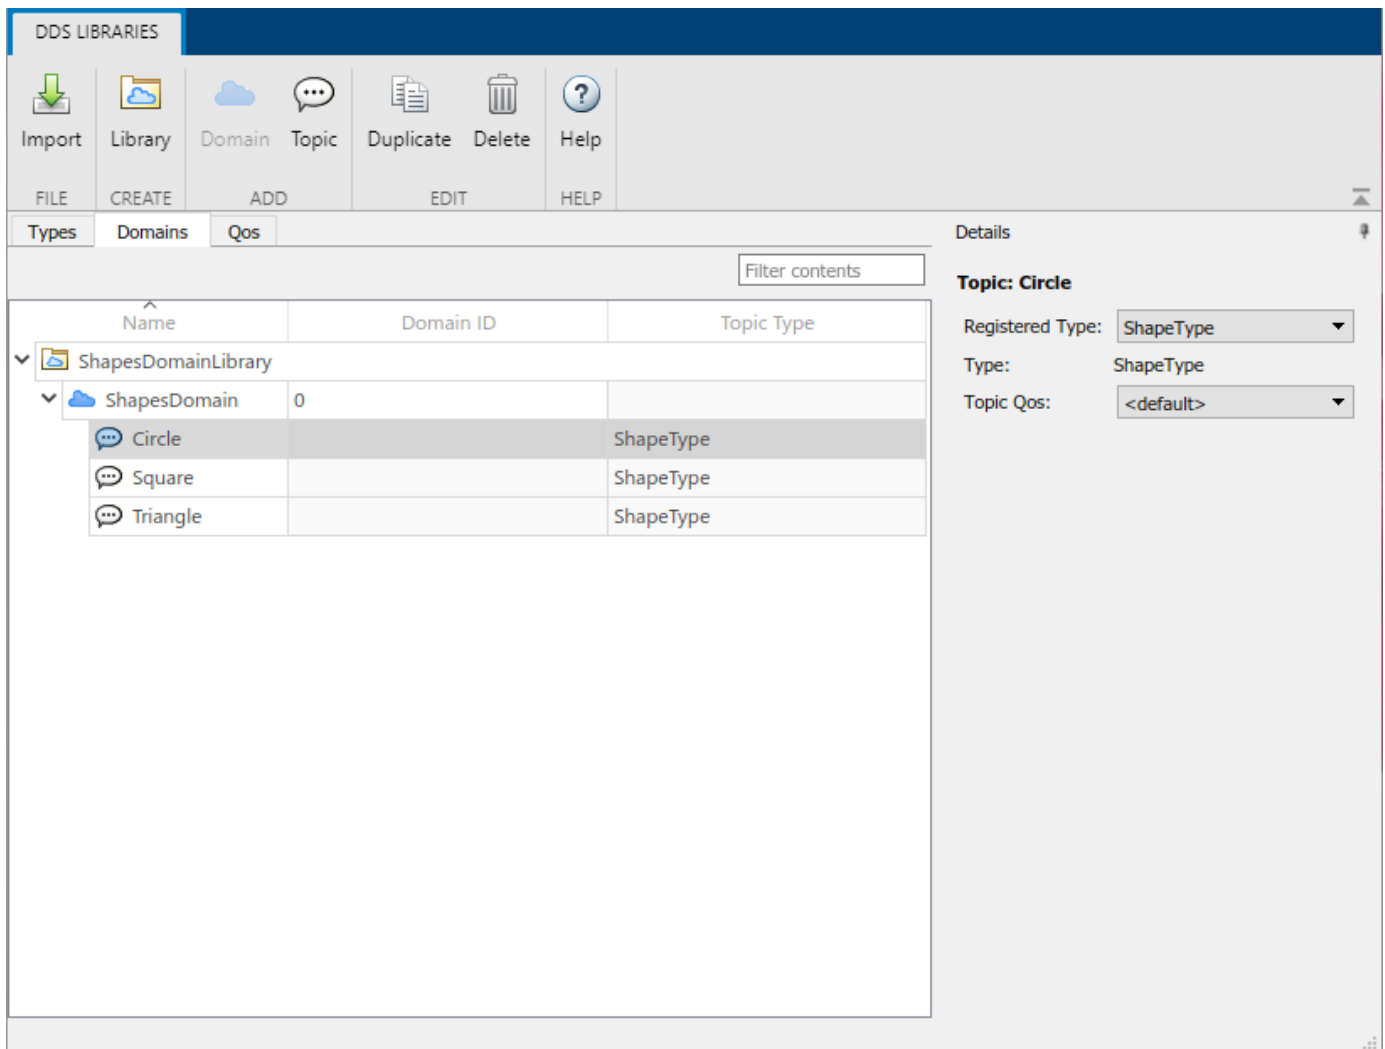 DDS LIBRARIES
Import Library Domain Topic Duplicate Delete Help
FILE CREATE ADD EDIT HELP
Types Domains Qos
Filter contents
Name Domain ID Topic Type
ShapesDomainLibrary
ShapesDomain 0
Circle ShapeType
Square ShapeType
Triangle ShapeType
Details
Topic: Circle
Registered Type: ShapeType
Type: ShapeType
Topic Qos: <default>